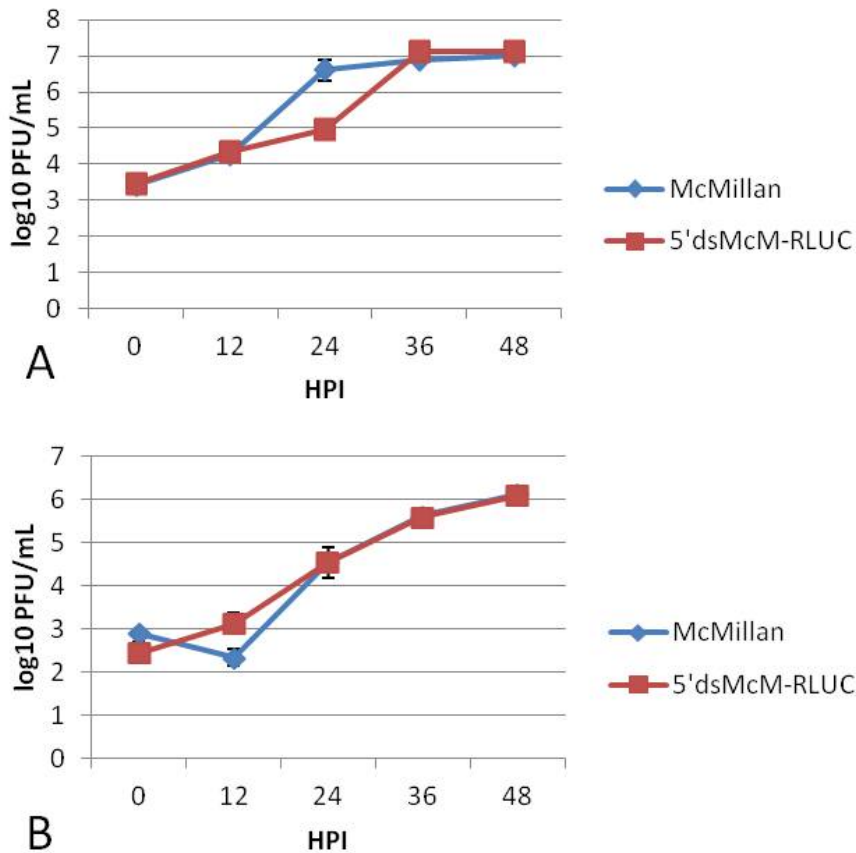 8
7
6
5
4
3
2
1
0
log10 PFU/mL
0 12 24 36 48
HPI
A
McMillan
5'dsMcM-RLUC
7
6
5
4
3
2
1
0
log10 PFU/mL
0 12 24 36 48
HPI
B
McMillan
5'dsMcM-RLUC